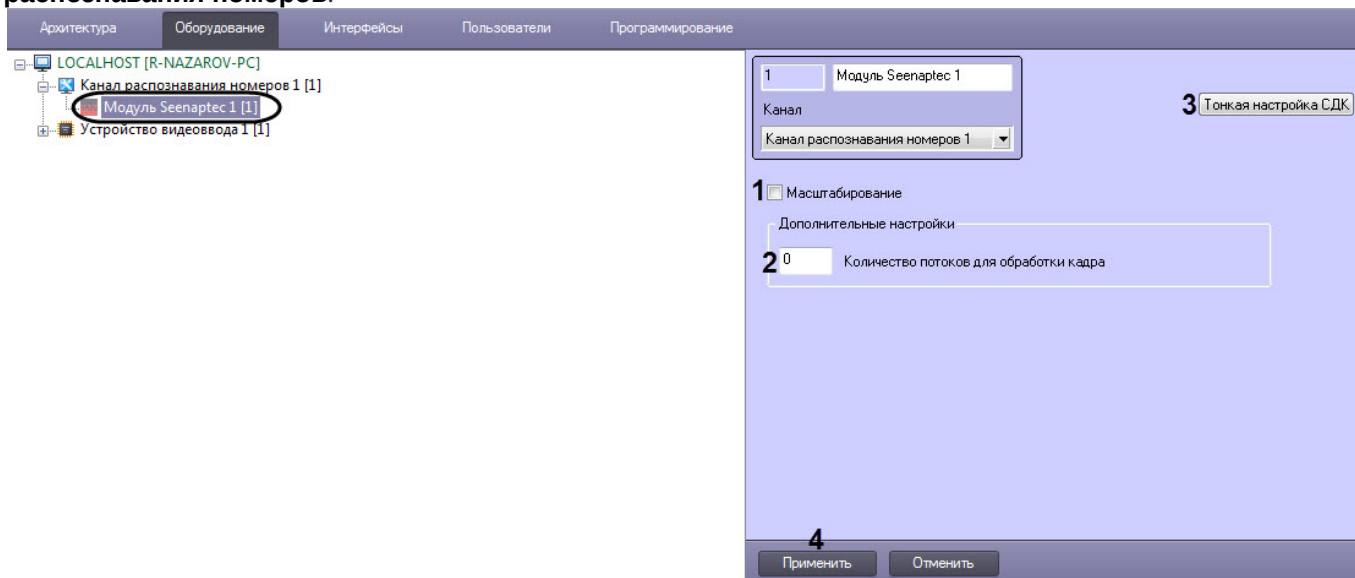 распознавания номеров.
Архитектура Оборудование Интерфейсы Пользователи Программирование
LOCALHOST [R-NAZAROV-PC]
Канал распознавания номеров 1 [1]
Модуль Seenaptec 1 [1]
Устройство видеоввода 1 [1]
1 Модуль Seenaptec 1
Канал
3 Тонкая настройка СДК
Канал распознавания номеров 1
1 Масштабирование
Дополнительные настройки
2 0 Количество потоков для обработки кадра
4
Применить Отменить